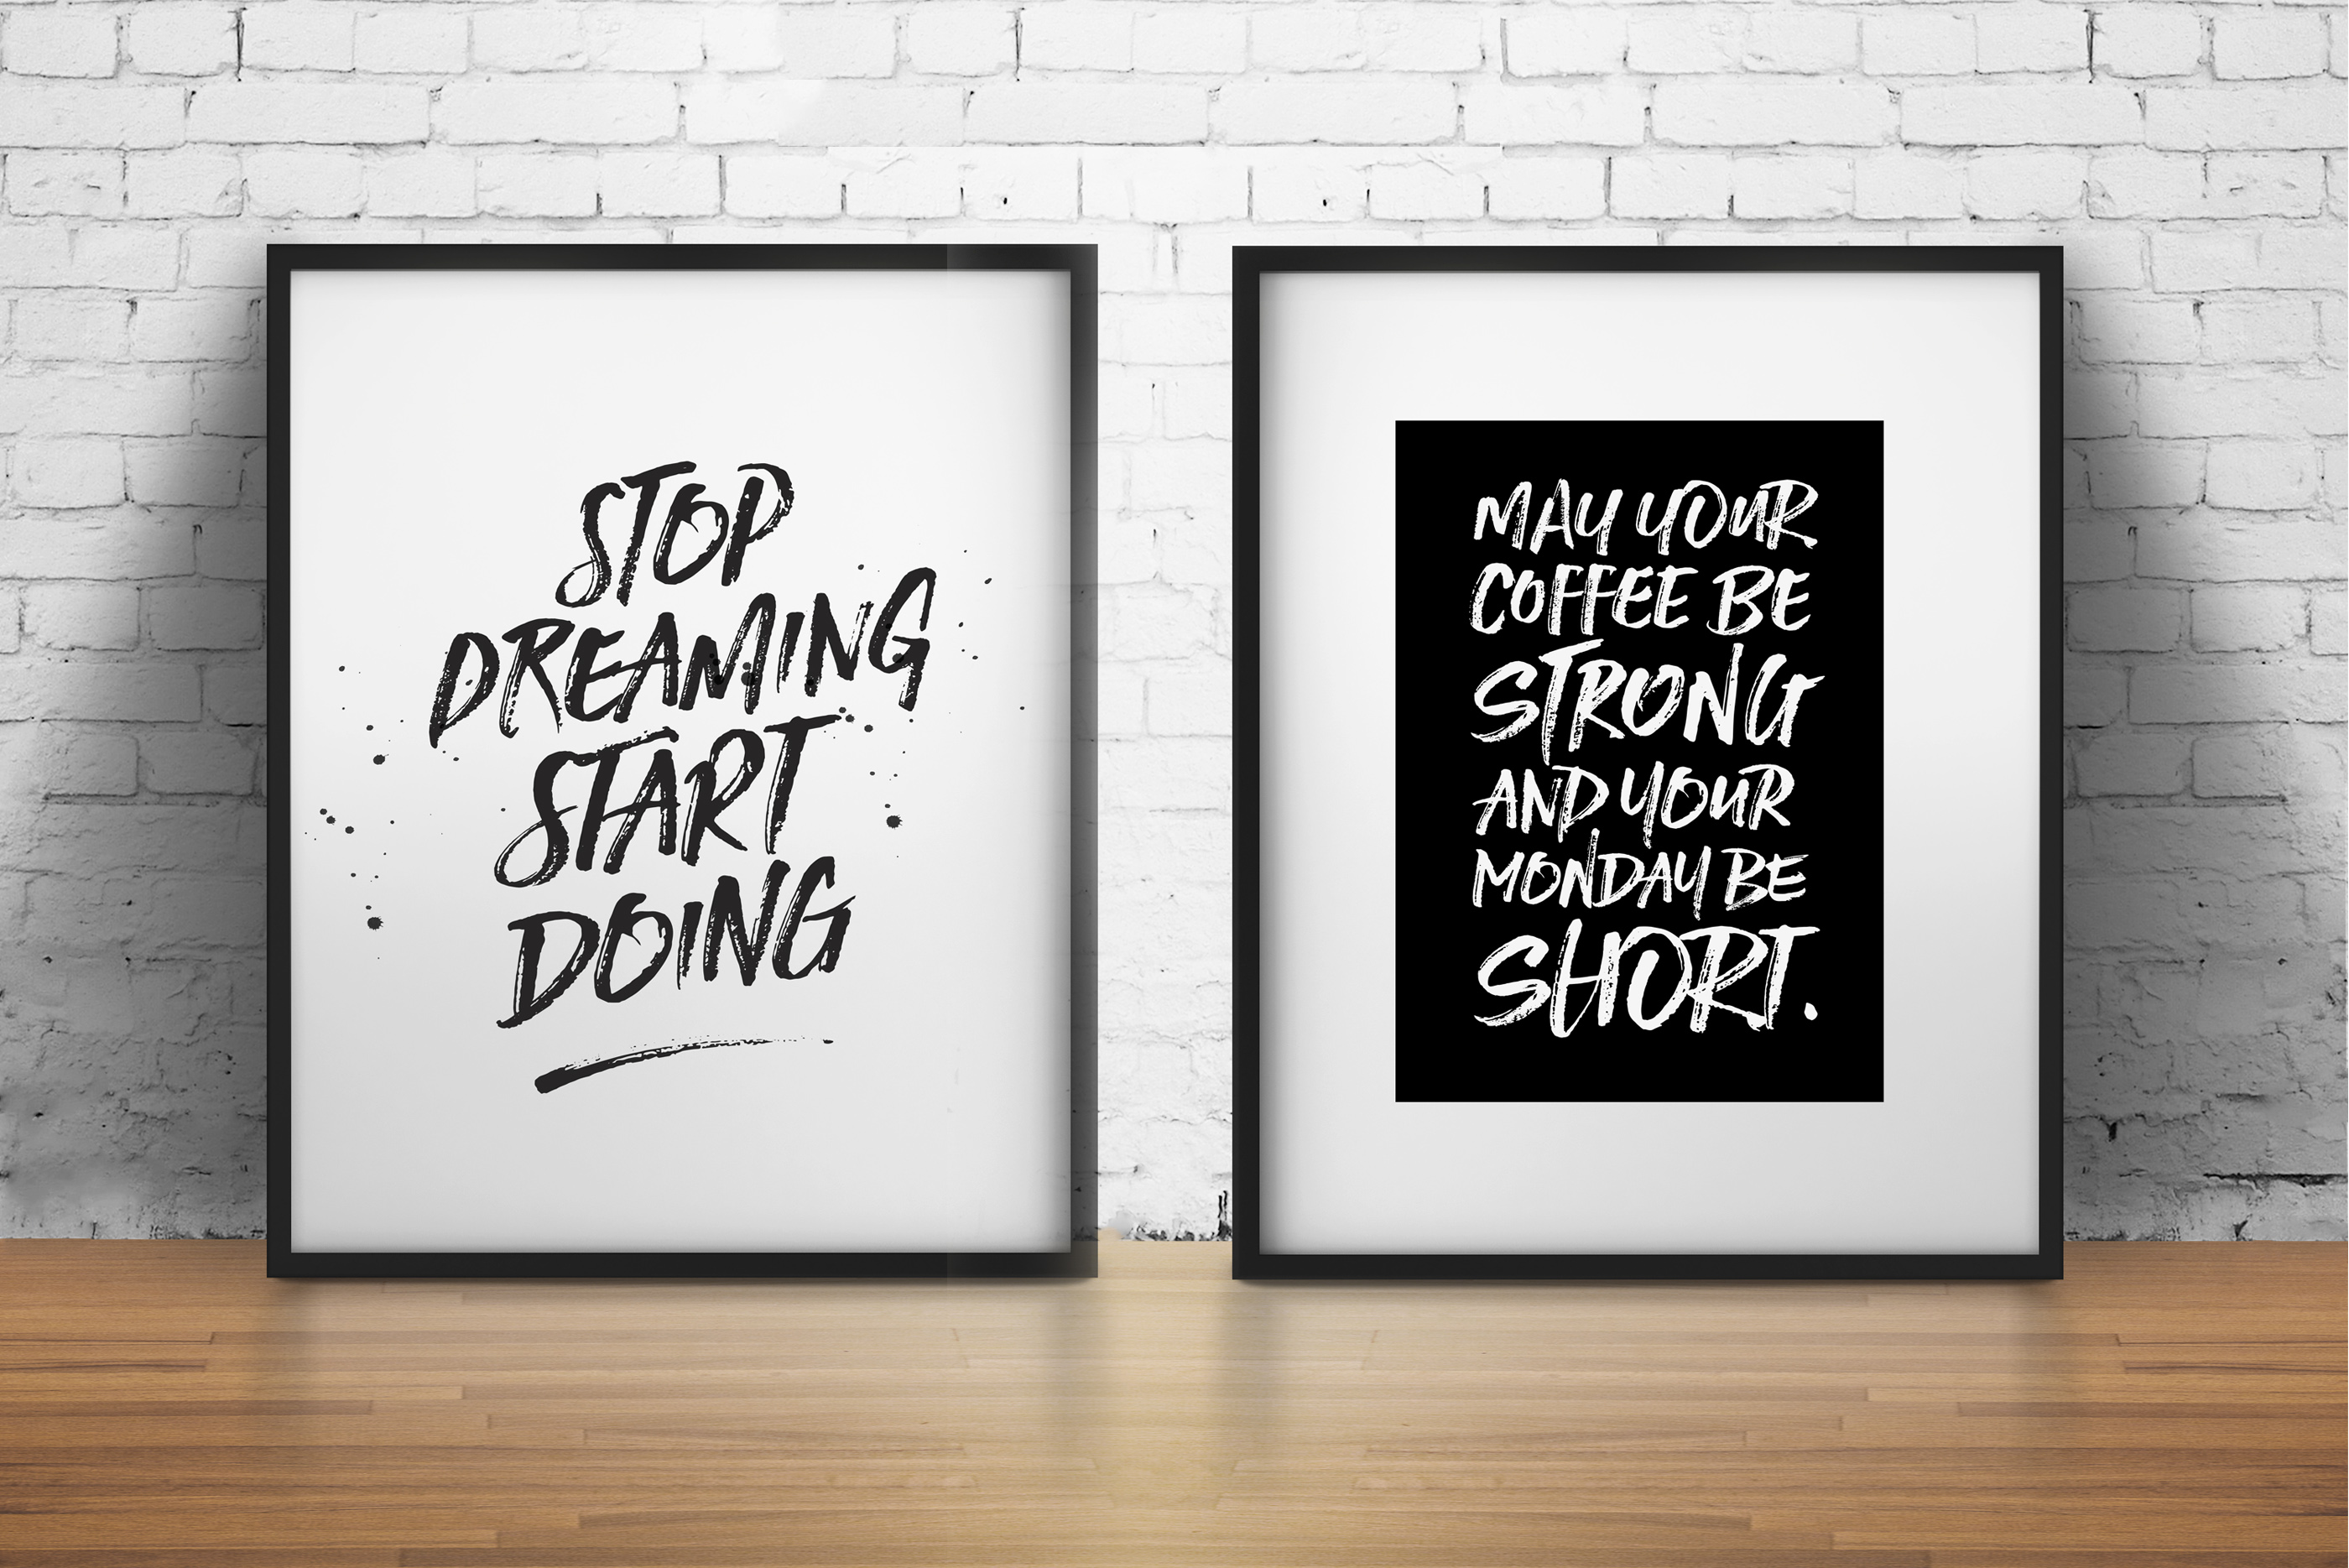 STOP
DREAMING
START
DOING
MAY YOUR
COFFEE BE
STRONG
AND YOUR
MONDAY BE
SHORT.